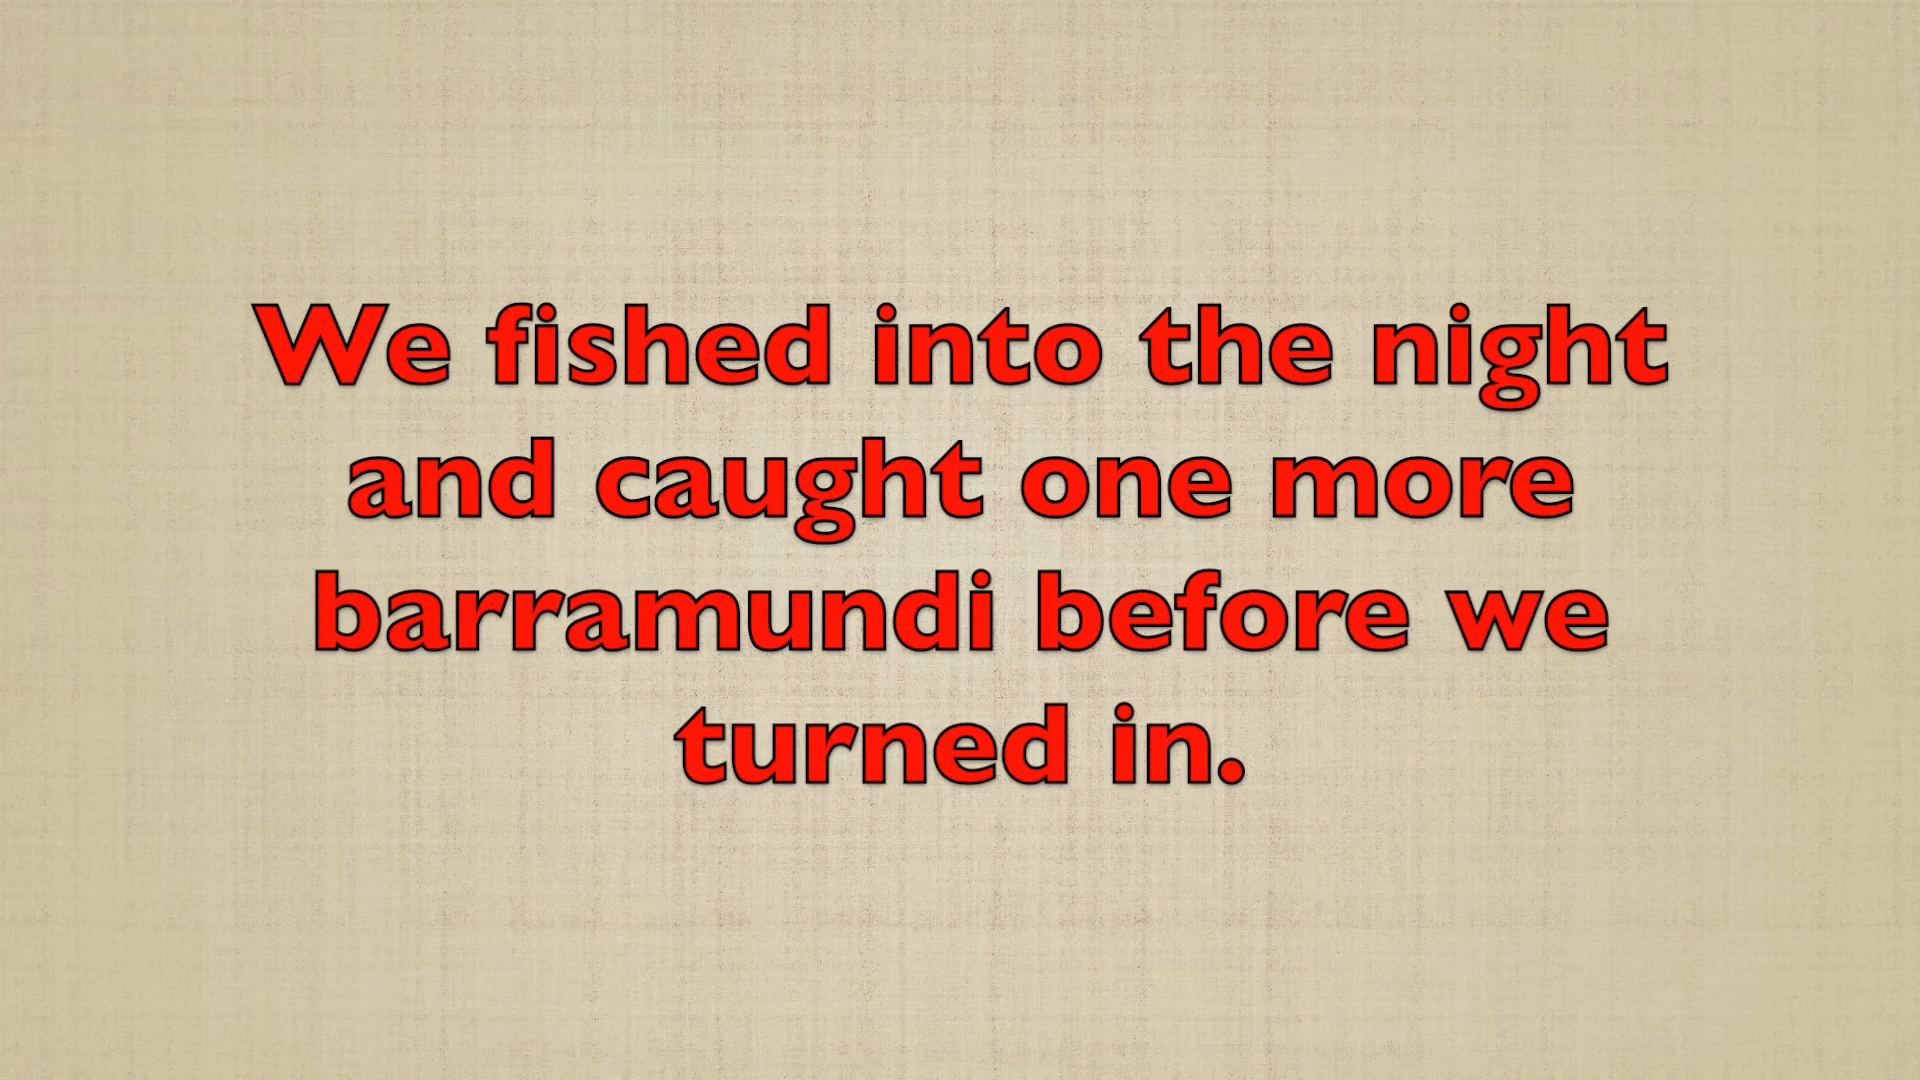 We fished into the night
and caught one more
barramundi before we
turned in.